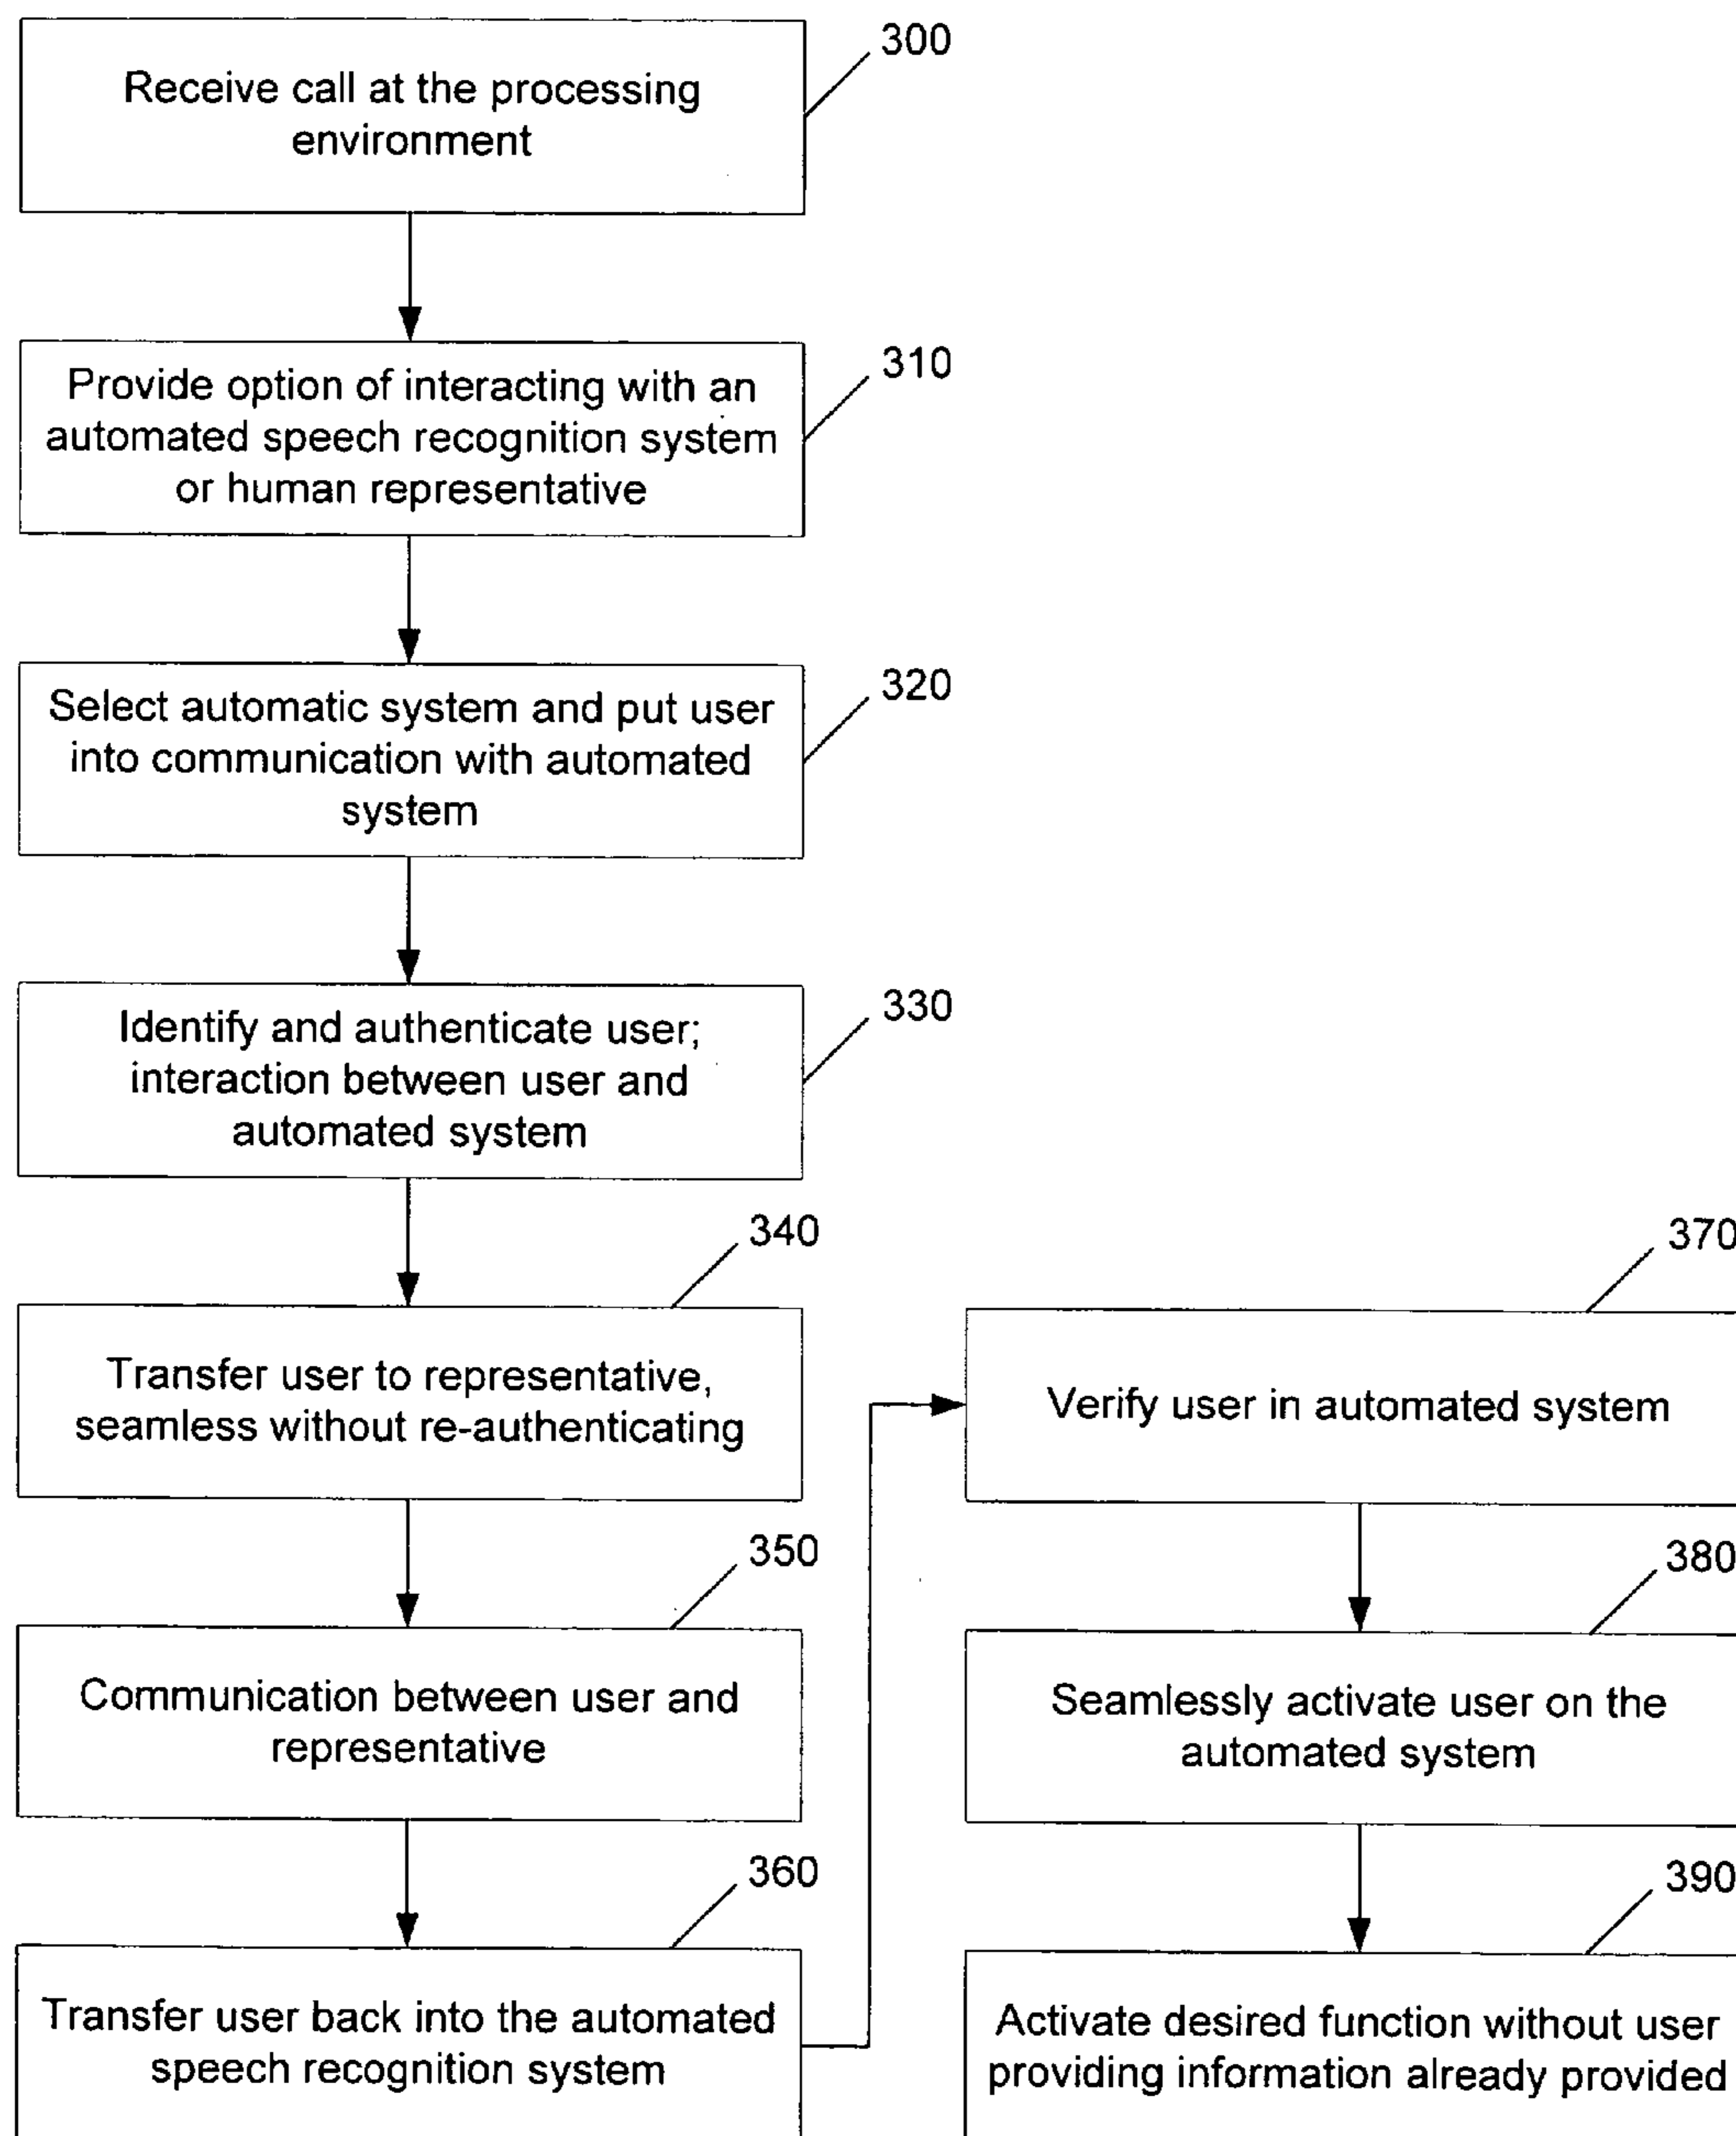 Receive call at the processing
environment
300
Provide option of interacting with an
automated speech recognition system
or human representative
310
Select automatic system and put user
into communication with automated
system
320
Identify and authenticate user;
interaction between user and
automated system
330
340
Transfer user to representative,
seamless without re-authenticating
350
Communication between user and
representative
360
Transfer user back into the automated
speech recognition system
370
Verify user in automated system
380
Seamlessly activate user on the
automated system
390
Activate desired function without user
providing information already provided